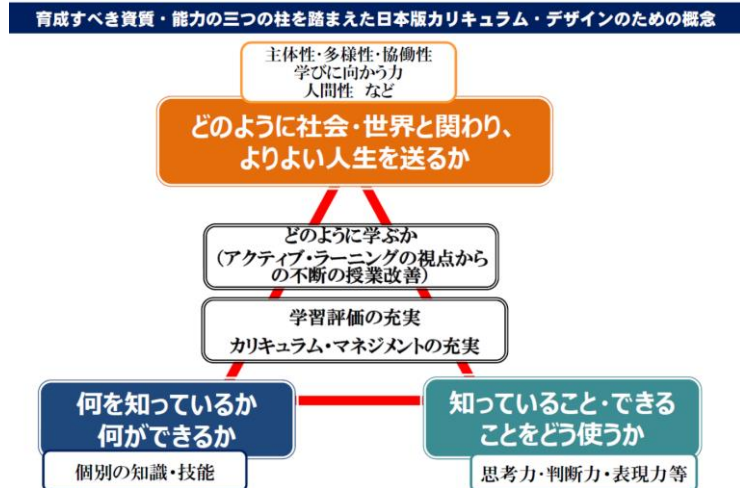 育成すべき資質・能力の三つの柱を踏まえた日本版カリキュラム・デザインのための概念
主体性・多様性・協働性
学びに向かう力
人間性 など
どのように社会・世界と関わり、
よりよい人生を送るか
どのように学ぶか
(アクティブ・ラーニングの視点から
の不断の授業改善)
学習評価の充実
カリキュラム・マネジメントの充実
何を知っているか
何ができるか
個別の知識・技能
知っていること・できる
ことをどう使うか
思考力・判断力・表現力等